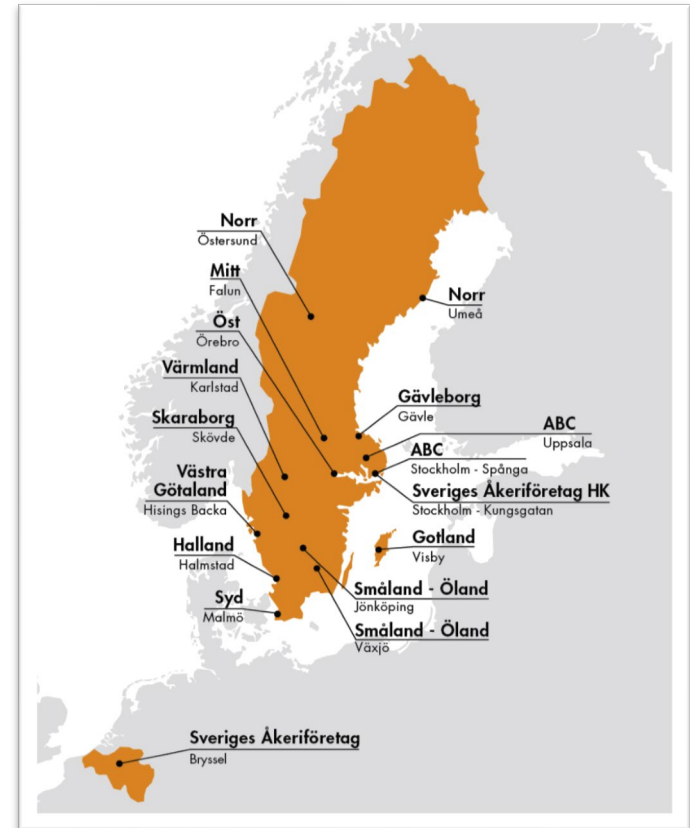 Norr
Östersund
Mitt
Falun
Öst
Örebro
Värmland
Karlstad
Skaraborg
Skövde
Västra
Götaland
Hisings Backa
Halland
Halmstad
Syd
Malmö
Norr
Umeå
Gävleborg
Gävle
ABC
Uppsala
ABC
Stockholm - Spånga
Sveriges Åkeriföretag HK
Stockholm - Kungsgatan
Gotland
Visby
Småland - Öland
Jönköping
Småland - Öland
Växjö
Sveriges Åkeriföretag
Bryssel